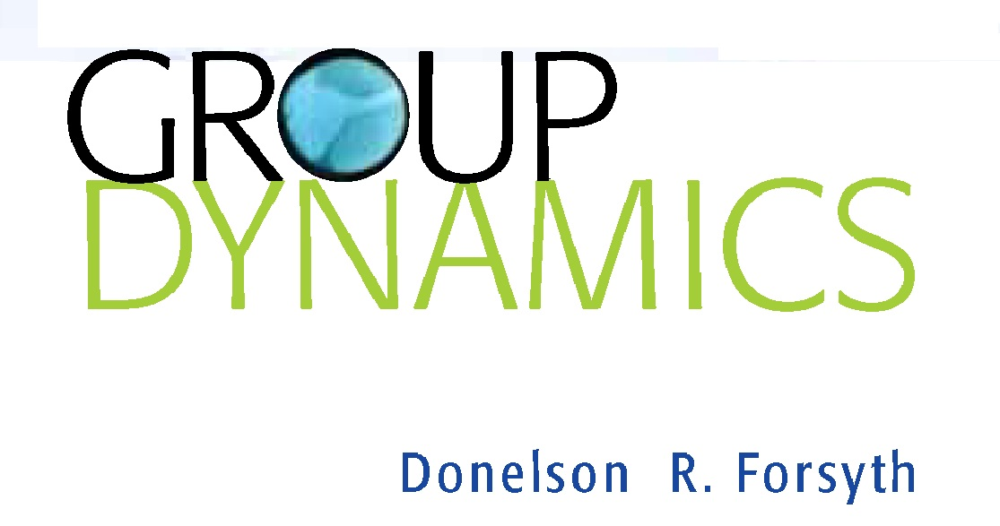 GROUP
DYNAMICS
Donelson R. Forsyth